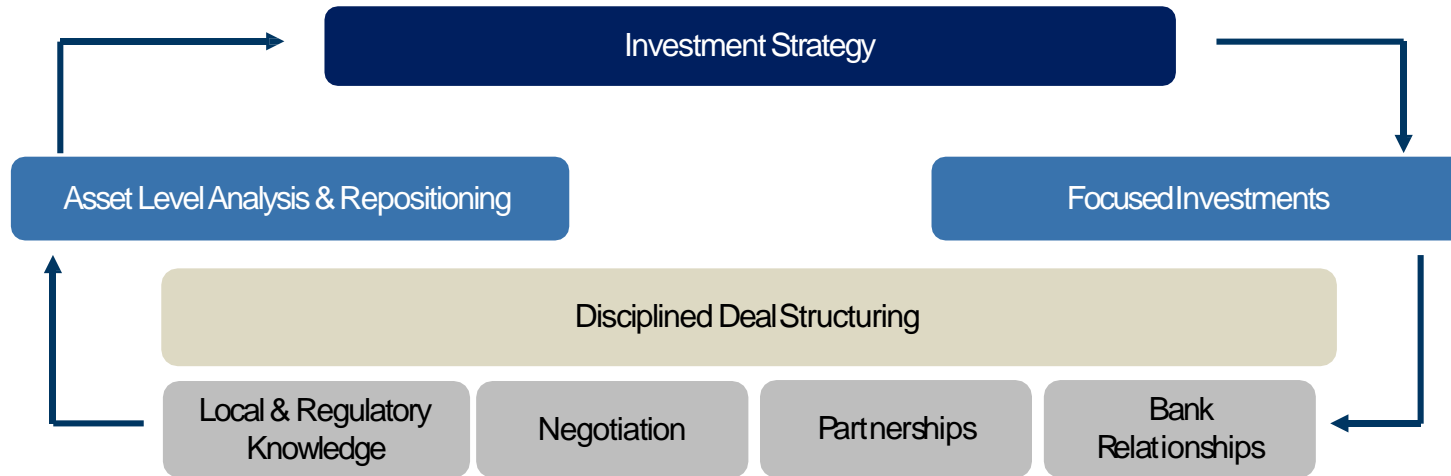 Investment Strategy
Asset Level Analysis & Repositioning
Focused Investments
Disciplined Deal Structuring
Local & Regulatory
Knowledge
Negotiation
Partnerships
Bank
Relationships